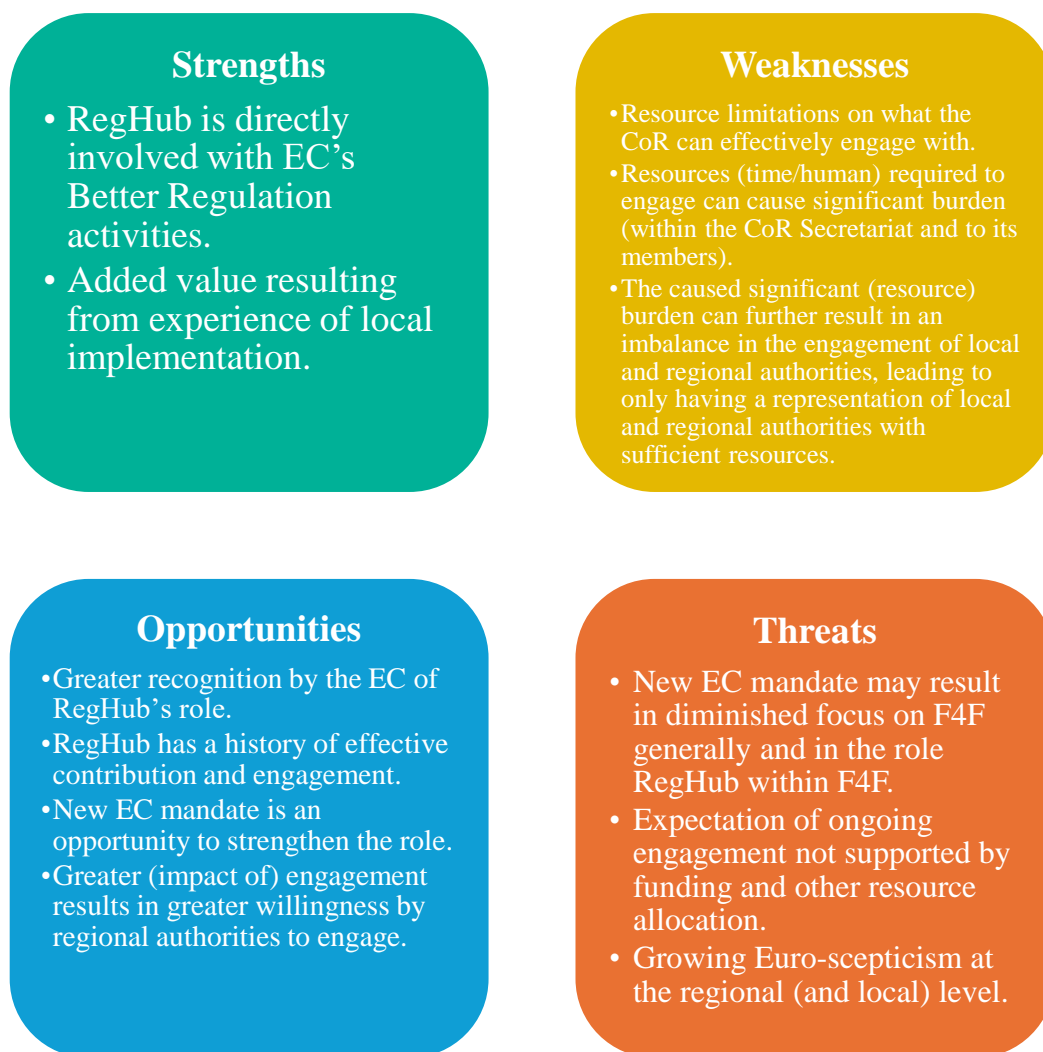 Strengths
• RegHub is directly
involved with EC’s
Better Regulation
activities.
• Added value resulting
from experience of local
implementation.
Weaknesses
•Resource limitations on what the
CoR can effectively engage with.
•Resources (time/human) required to
engage can cause significant burden
(within the CoR Secretariat and to its
members).
•The caused significant (resource)
burden can further result in an
imbalance in the engagement of local
and regional authorities, leading to
only having a representation of local
and regional authorities with
sufficient resources.
Opportunities
•Greater recognition by the EC of
RegHub’s role.
•RegHub has a history of effective
contribution and engagement.
•New EC mandate is an
opportunity to strengthen the role.
•Greater (impact of) engagement
results in greater willingness by
regional authorities to engage.
Threats
• New EC mandate may result
in diminished focus on F4F
generally and in the role
RegHub within F4F.
• Expectation of ongoing
engagement not supported by
funding and other resource
allocation.
• Growing Euro-scepticism at
the regional (and local) level.